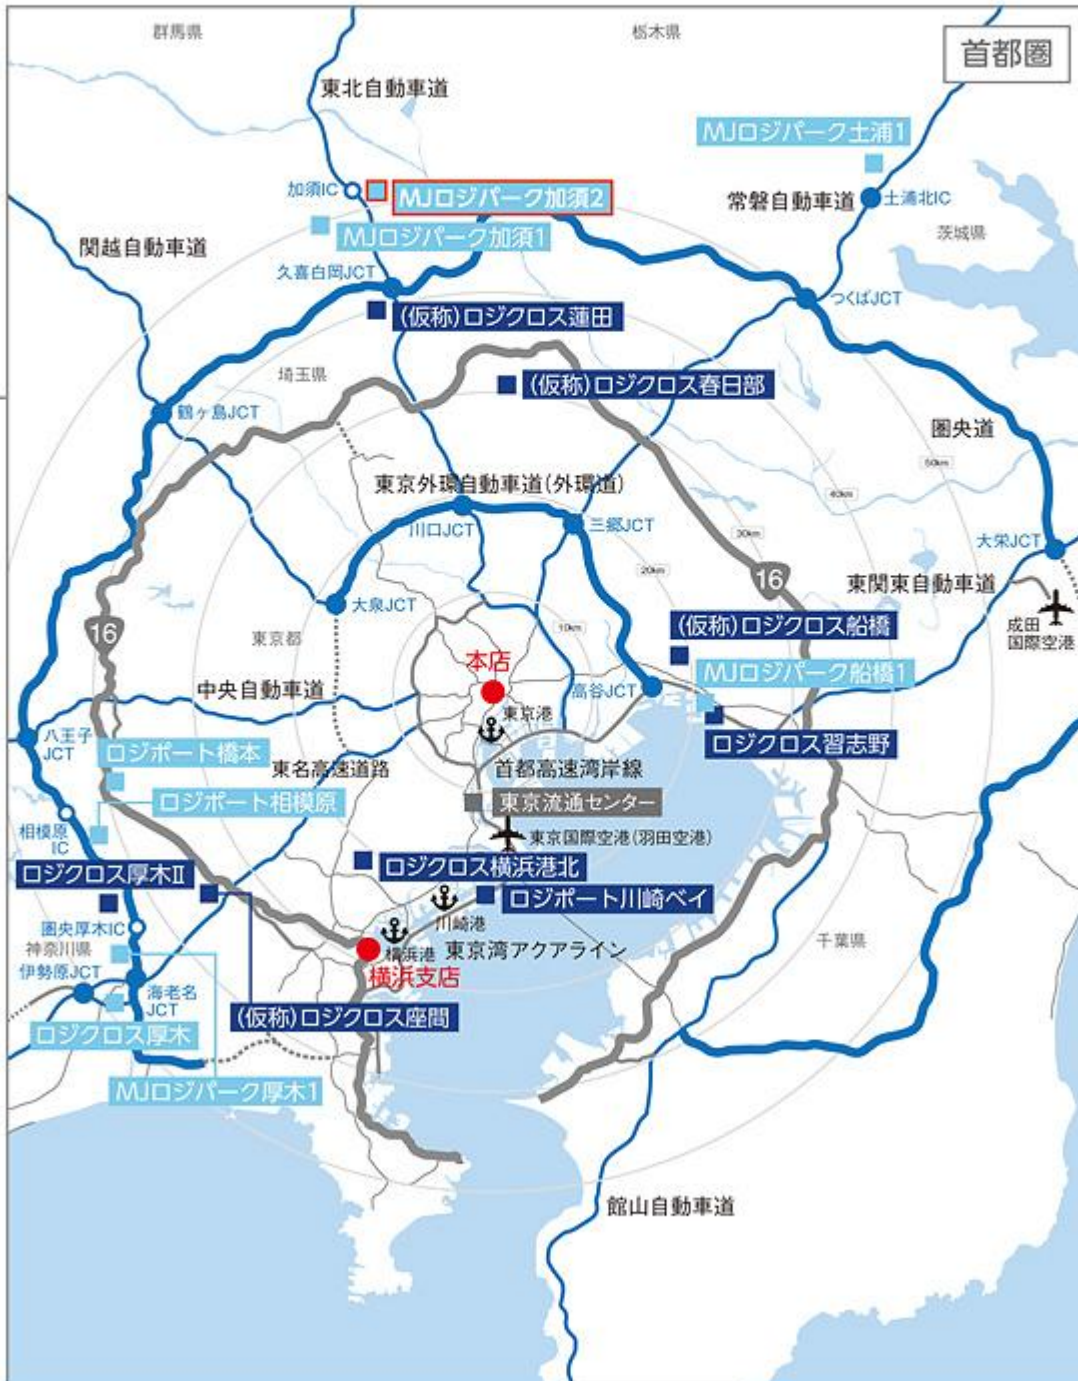 群馬県
栃木県
首都圏
東北自動車道
MJロジパーク土浦1
加須IC
MJロジパーク加須2
常磐自動車道
土浦北IC
茨城県
MJロジパーク加須1
関越自動車道
久喜白岡JCT
つくばJCT
(仮称)ロジクロス蓮田
埼玉県
(仮称)ロジクロス春日部
鶴ヶ島JCT
圏央道
50km
東京外環自動車道(外環道)
40km
川口JCT
三郷JCT
30km
大栄JCT
20km
16
東関東自動車道
大泉JCT
成田
国際空港
16
東京都
10km
(仮称)ロジクロス船橋
本店
MJロジパーク船橋1
中央自動車道
高谷JCT
東京港
八王子
JCT
ロジポート橋本
ロジクロス習志野
東名高速道路
首都高速湾岸線
ロジポート相模原
東京流通センター
相模原
IC
東京国際空港(羽田空港)
ロジクロス横浜港北
ロジクロス厚木Ⅱ
ロジポート川崎ベイ
圏央厚木IC
川崎港
神奈川県
横浜港
東京湾アクアライン
千葉県
伊勢原JCT
横浜支店
海老名
JCT
(仮称)ロジクロス座間
ロジクロス厚木
MJロジパーク厚木1
館山自動車道